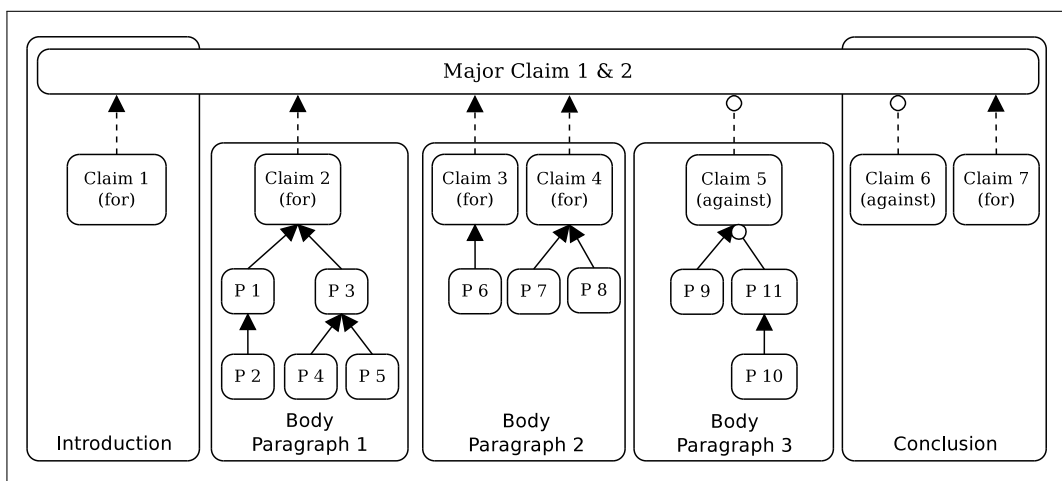 Major Claim 1 & 2
Claim 1
(for)
Introduction
Claim 2
(for)
P 1
P 3
P 2
P 4
P 5
Body
Paragraph 1
Claim 3
(for)
Claim 4
(for)
P 6
P 7
P 8
Body
Paragraph 2
Claim 5
(against)
P 9
P 11
P 10
Body
Paragraph 3
Claim 6
(against)
Claim 7
(for)
Conclusion